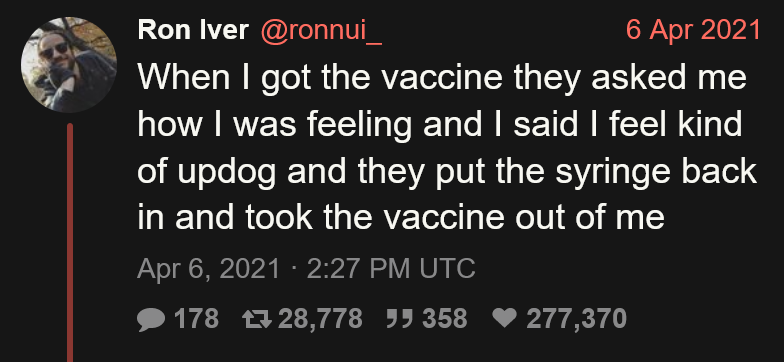 Ron Iver @ronnui_ 6 Apr 2021
When I got the vaccine they asked me
how I was feeling and I said I feel kind
of updog and they put the syringe back
in and took the vaccine out of me
Apr 6, 2021 · 2:27 PM UTC
178 28,778 358 277,370